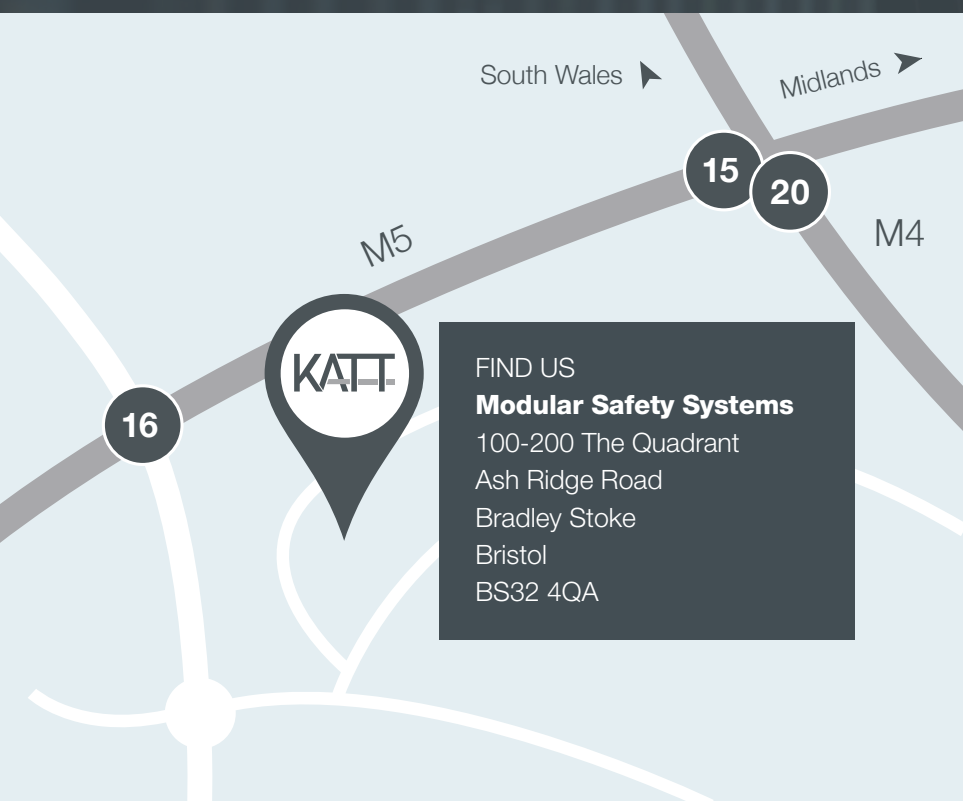 South Wales
Midlands
15
20
M4
M5
KATT
16
FIND US
Modular Safety Systems
100-200 The Quadrant
Ash Ridge Road
Bradley Stoke
Bristol
BS32 4QA